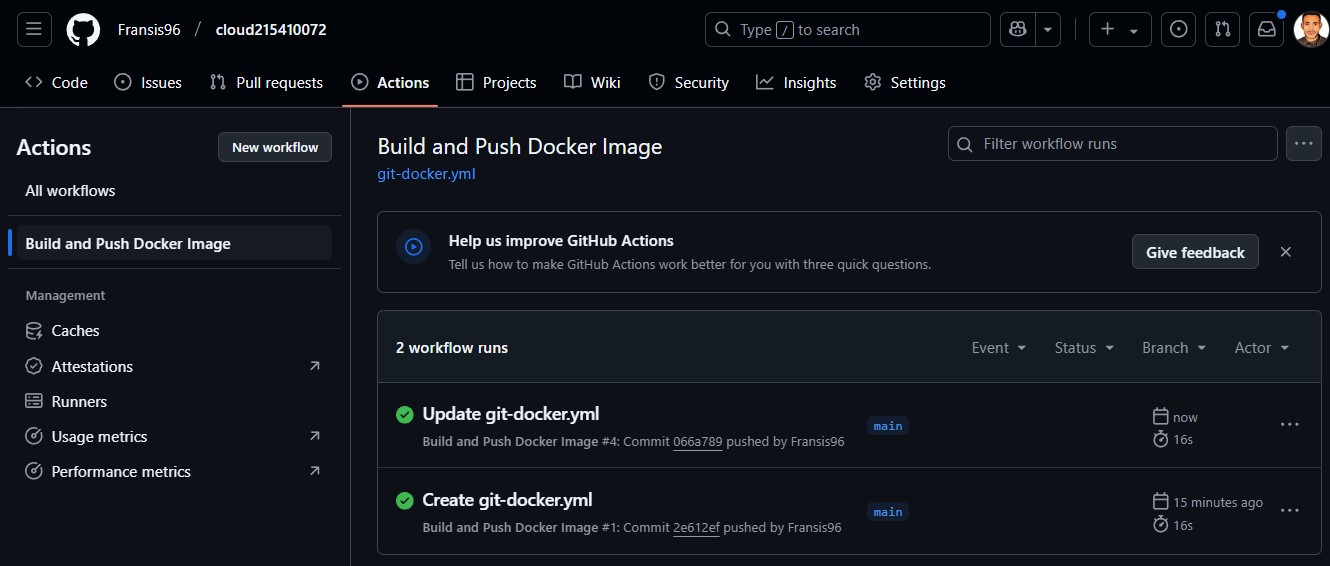 Fransis96 / cloud215410072
Type / to search
Code Issues Pull requests Actions Projects Wiki Security Insights Settings
Actions
New workflow
All workflows
Build and Push Docker Image
Management
Caches
Attestations
Runners
Usage metrics
Performance metrics
Build and Push Docker Image
git-docker.yml
Filter workflow runs
Help us improve GitHub Actions
Tell us how to make GitHub Actions work better for you with three quick questions.
Give feedback
2 workflow runs
Event Status Branch Actor
Update git-docker.yml
Build and Push Docker Image #4: Commit 066a789 pushed by Fransis96
main
now
16s
Create git-docker.yml
Build and Push Docker Image #1: Commit 2e612ef pushed by Fransis96
main
15 minutes ago
16s